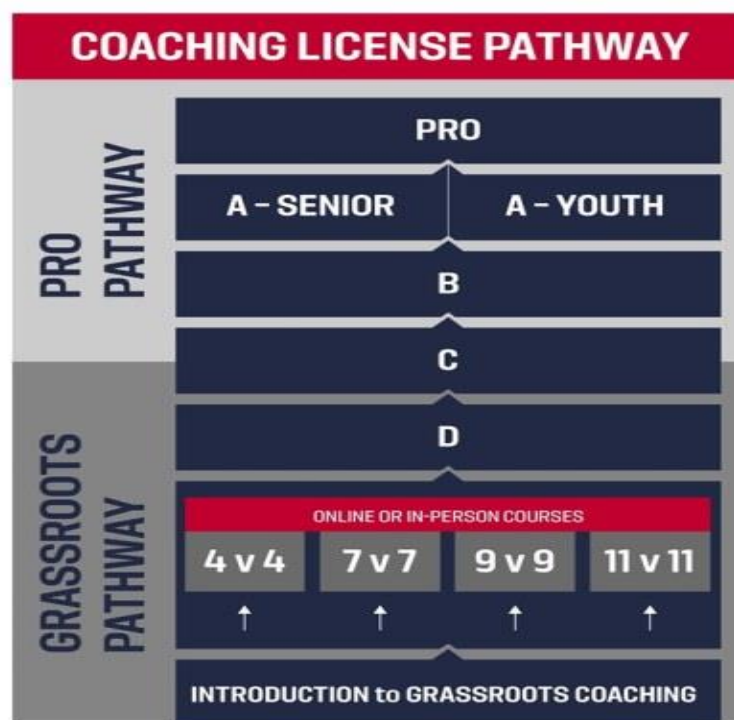 COACHING LICENSE PATHWAY
PRO
PATHWAY
PRO
A – SENIOR
A – YOUTH
B
C
GRASSROOTS
PATHWAY
D
ONLINE OR IN-PERSON COURSES
4 v 4
7 v 7
9 v 9
11 v 11
INTRODUCTION to GRASSROOTS COACHING